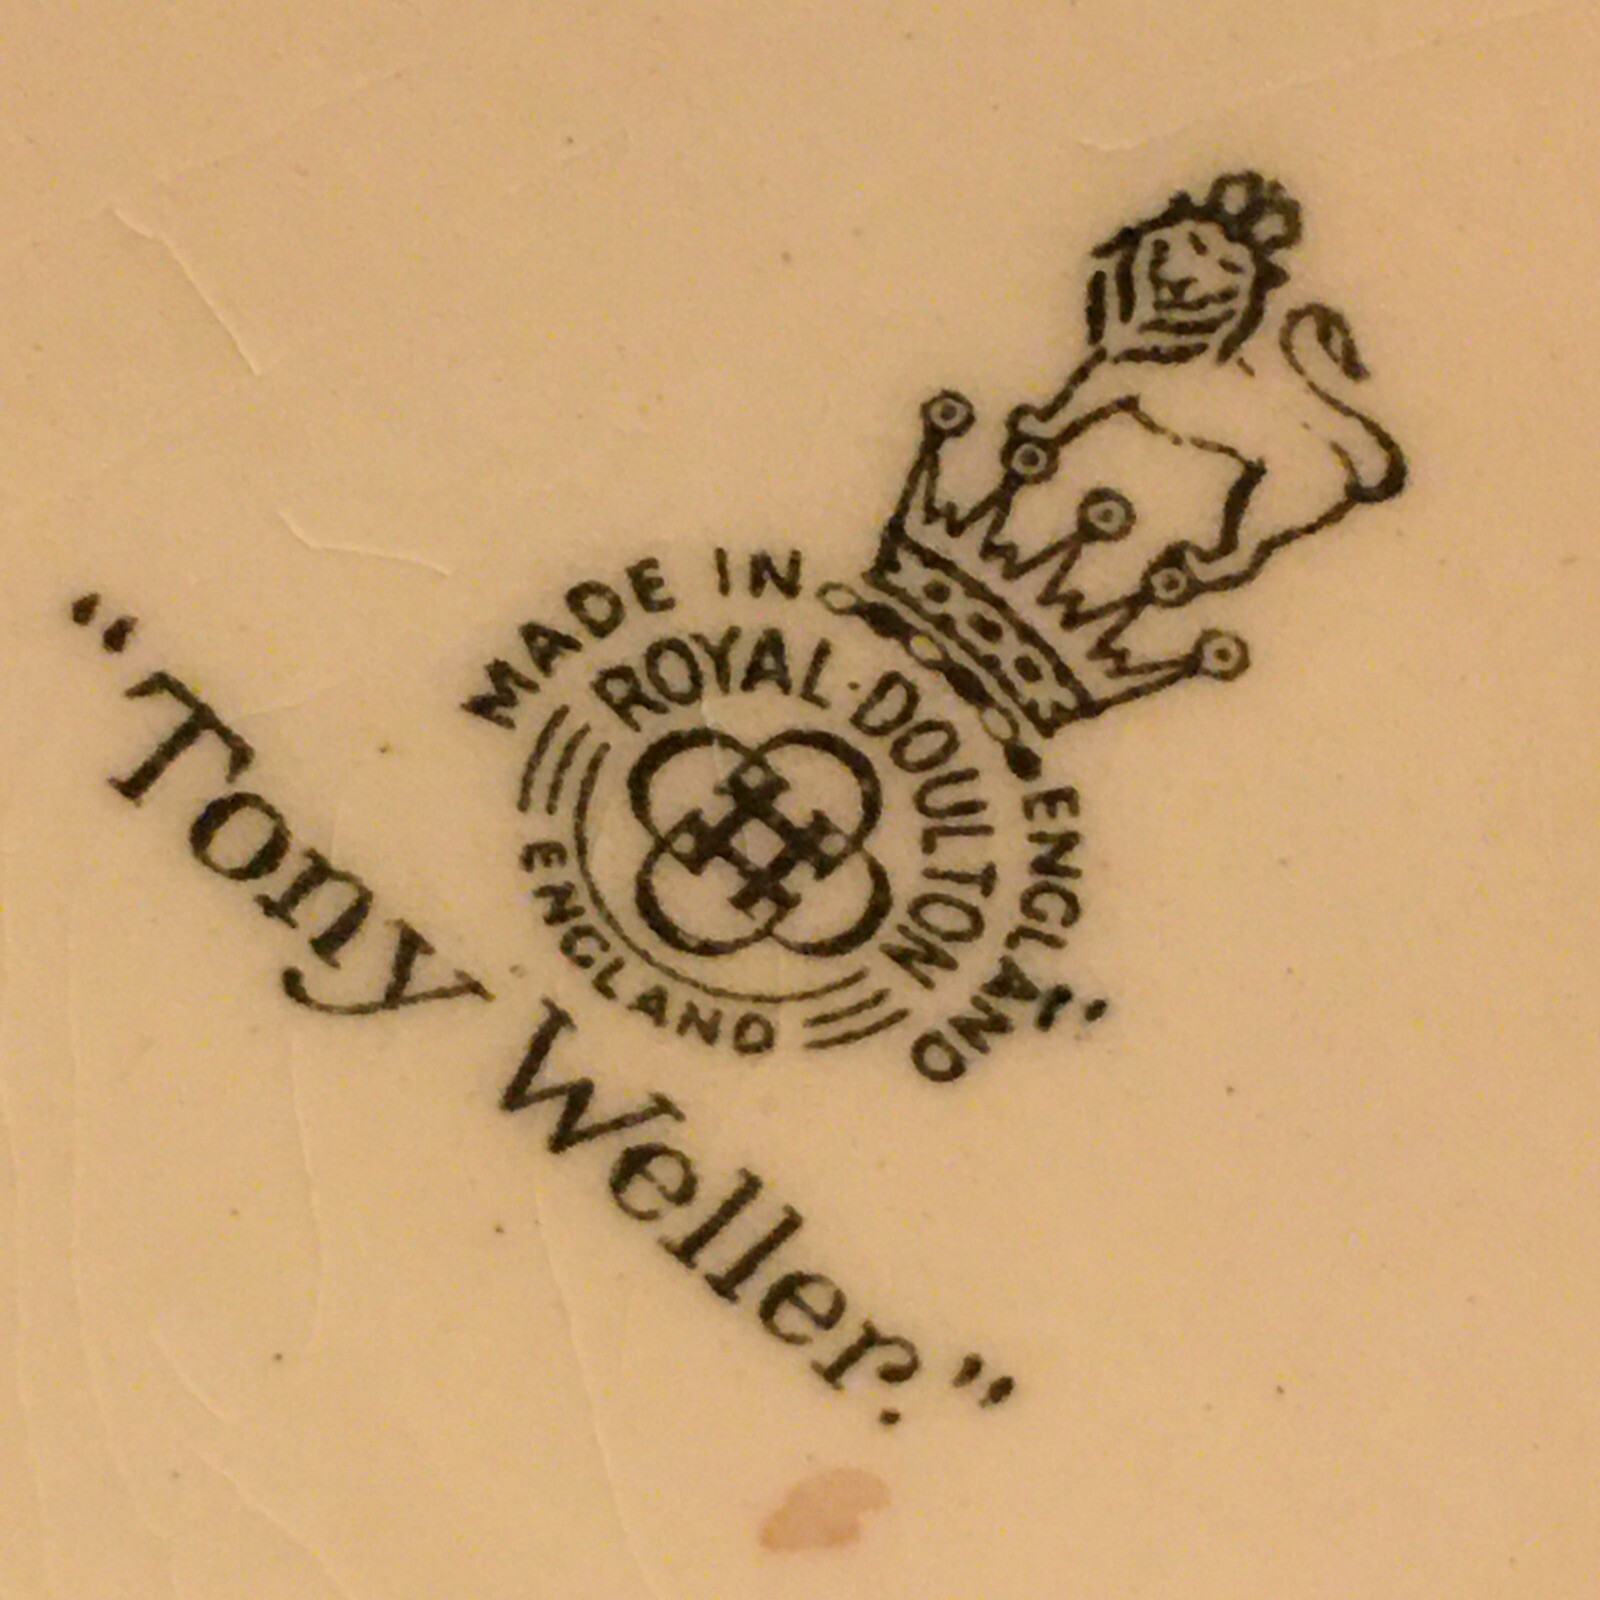 MADE IN ENGLAND
ROYAL·DOULTON
ENGLAND
“Tony Weller.”